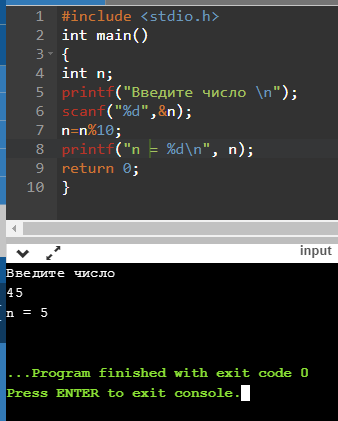 1 #include <stdio.h>
2 int main()
3 {
4 int n;
5 printf("Введите число \n");
6 scanf("%d",&n);
7 n=n%10;
8 printf("n = %d\n", n);
9 return 0;
10 }
input
Введите число
45
n = 5
...Program finished with exit code 0
Press ENTER to exit console.